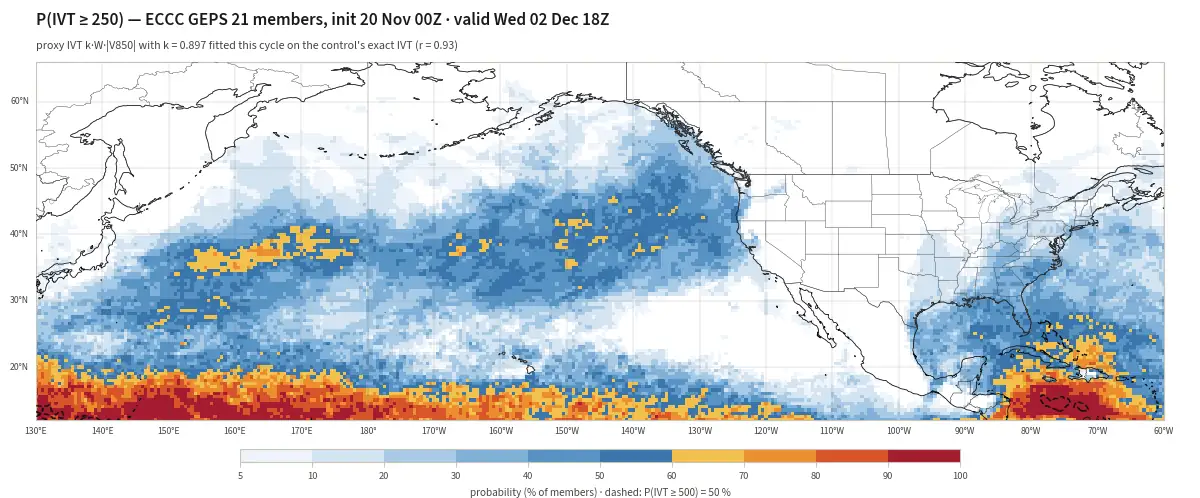 P(IVT ≥ 250) — ECCC GEPS 21 members, init 20 Nov 00Z · valid Wed 02 Dec 18Z
proxy IVT k·W·|V850| with k = 0.897 fitted this cycle on the control's exact IVT (r = 0.93)
60°N
50°N
40°N
30°N
20°N
130°E 140°E 150°E 160°E 170°E 180° 170°W 160°W 150°W 140°W 130°W 120°W 110°W 100°W 90°W 80°W 70°W 60°W
5 10 20 30 40 50 60 70 80 90 100
probability (% of members) · dashed: P(IVT ≥ 500) = 50 %